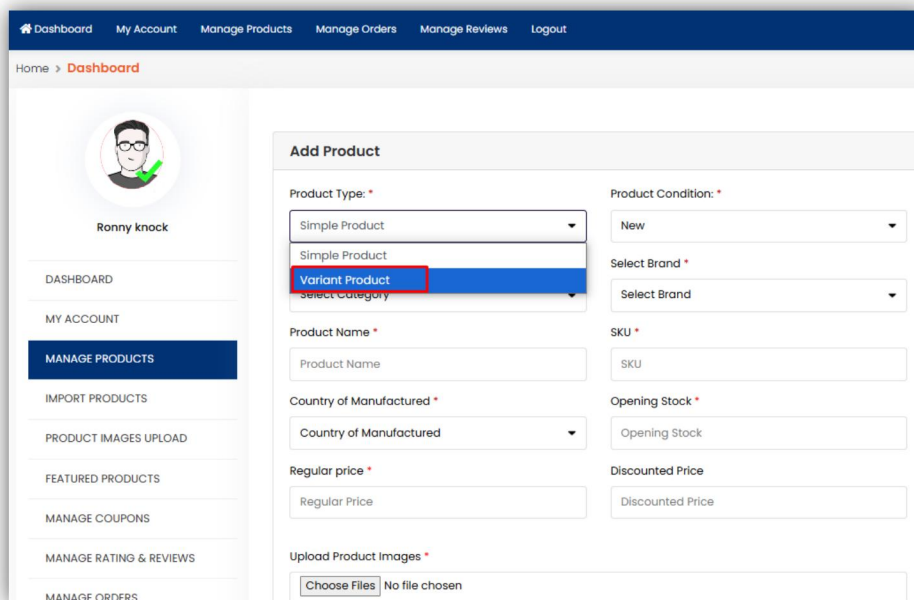 Dashboard My Account Manage Products Manage Orders Manage Reviews Logout
Home > Dashboard
Ronny knock
DASHBOARD
MY ACCOUNT
MANAGE PRODUCTS
IMPORT PRODUCTS
PRODUCT IMAGES UPLOAD
FEATURED PRODUCTS
MANAGE COUPONS
MANAGE RATING & REVIEWS
MANAGE ORDERS
Add Product
Product Type: * Product Condition: *
Simple Product New
Simple Product
Select Brand *
Variant Product
Select Category Select Brand
Product Name * SKU *
Product Name SKU
Country of Manufactured * Opening Stock *
Country of Manufactured Opening Stock
Regular price * Discounted Price
Regular Price Discounted Price
Upload Product Images *
Choose Files No file chosen